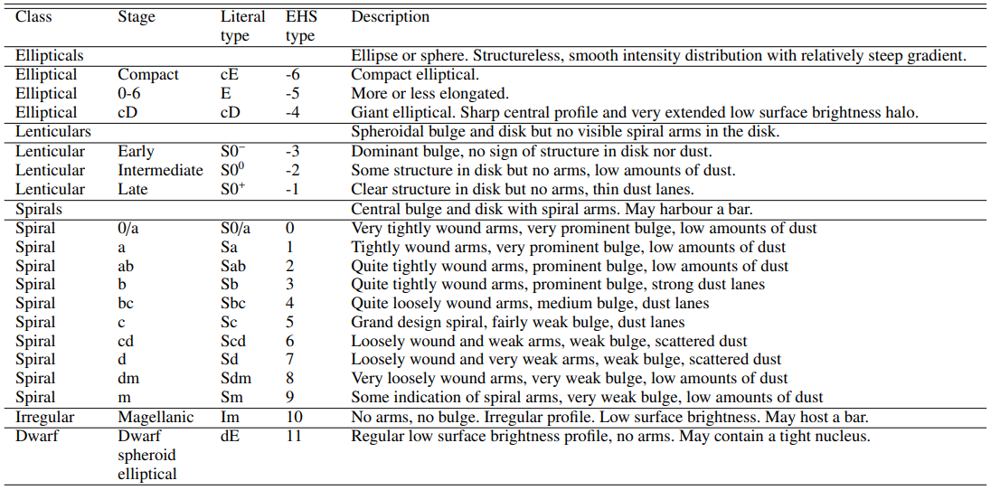 Class Stage Literal type EHS type Description
Ellipticals Ellipse or sphere. Structureless, smooth intensity distribution with relatively steep gradient.
Elliptical Compact cE -6 Compact elliptical.
Elliptical 0-6 E -5 More or less elongated.
Elliptical cD cD -4 Giant elliptical. Sharp central profile and very extended low surface brightness halo.
Lenticulars Spheroidal bulge and disk but no visible spiral arms in the disk.
Lenticular Early S0⁻ -3 Dominant bulge, no sign of structure in disk nor dust.
Lenticular Intermediate S0⁰ -2 Some structure in disk but no arms, low amounts of dust.
Lenticular Late S0⁺ -1 Clear structure in disk but no arms, thin dust lanes.
Spirals Central bulge and disk with spiral arms. May harbour a bar.
Spiral 0/a S0/a 0 Very tightly wound arms, very prominent bulge, low amounts of dust
Spiral a Sa 1 Tightly wound arms, very prominent bulge, low amounts of dust
Spiral ab Sab 2 Quite tightly wound arms, prominent bulge, low amounts of dust
Spiral b Sb 3 Quite tightly wound arms, prominent bulge, strong dust lanes
Spiral bc Sbc 4 Quite loosely wound arms, medium bulge, dust lanes
Spiral c Sc 5 Grand design spiral, fairly weak bulge, dust lanes
Spiral cd Scd 6 Loosely wound and weak arms, weak bulge, scattered dust
Spiral d Sd 7 Loosely wound and very weak arms, weak bulge, scattered dust
Spiral dm Sdm 8 Very loosely wound arms, very weak bulge, low amounts of dust
Spiral m Sm 9 Some indication of spiral arms, very weak bulge, low amounts of dust
Irregular Magellanic Im 10 No arms, no bulge. Irregular profile. Low surface brightness. May host a bar.
Dwarf Dwarf spheroid elliptical dE 11 Regular low surface brightness profile, no arms. May contain a tight nucleus.